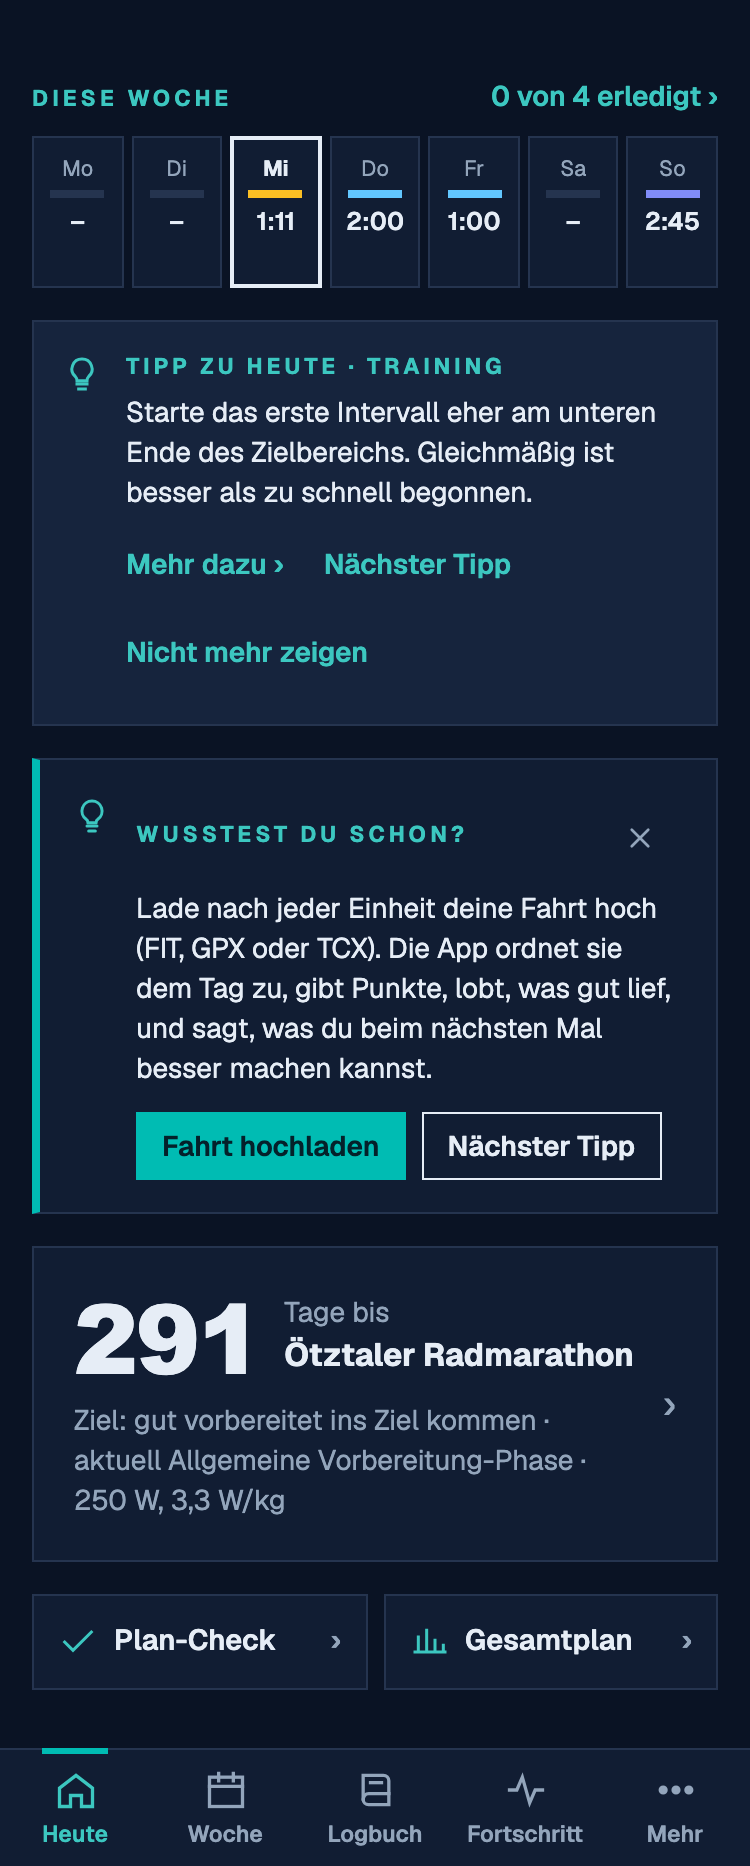 DIESE WOCHE 0 von 4 erledigt ›
Mo Di Mi Do Fr Sa So
– – 1:11 2:00 1:00 – 2:45
TIPP ZU HEUTE · TRAINING
Starte das erste Intervall eher am unteren
Ende des Zielbereichs. Gleichmäßig ist
besser als zu schnell begonnen.
Mehr dazu › Nächster Tipp
Nicht mehr zeigen
WUSSTEST DU SCHON?
Lade nach jeder Einheit deine Fahrt hoch
(FIT, GPX oder TCX). Die App ordnet sie
dem Tag zu, gibt Punkte, lobt, was gut lief,
und sagt, was du beim nächsten Mal
besser machen kannst.
Fahrt hochladen Nächster Tipp
291 Tage bis
Ötztaler Radmarathon
Ziel: gut vorbereitet ins Ziel kommen ·
aktuell Allgemeine Vorbereitung-Phase ·
250 W, 3,3 W/kg
›
Plan-Check › Gesamtplan ›
Heute Woche Logbuch Fortschritt Mehr